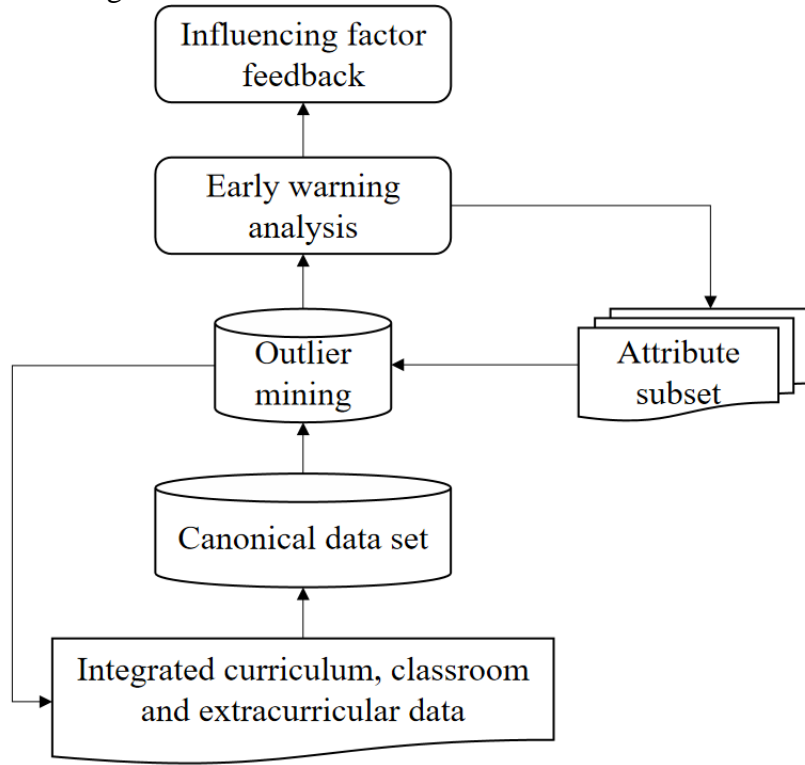 Influencing factor
feedback
Early warning
analysis
Outlier
mining
Attribute
subset
Canonical data set
Integrated curriculum, classroom
and extracurricular data